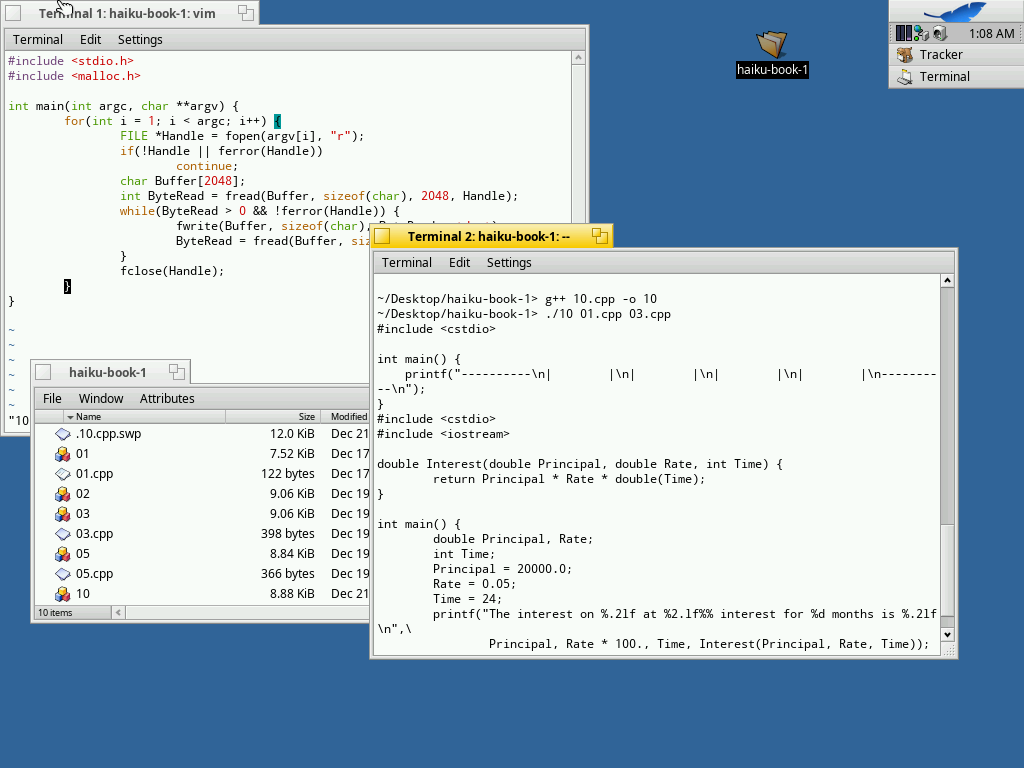 Terminal 1: haiku-book-1: vim
Terminal Edit Settings
#include <stdio.h>
#include <malloc.h>
int main(int argc, char **argv) {
for(int i = 1; i < argc; i++) {
FILE *Handle = fopen(argv[i], "r");
if(!Handle || ferror(Handle))
continue;
char Buffer[2048];
int ByteRead = fread(Buffer, sizeof(char), 2048, Handle);
while(ByteRead > 0 && !ferror(Handle)) {
fwrite(Buffer, sizeof(char),
ByteRead = fread(Buffer, siz
}
fclose(Handle);
}
}
~
~
~
~
~
~
"10
haiku-book-1
1:08 AM
Tracker
Terminal
haiku-book-1
File Window Attributes
Name Size Modified
.10.cpp.swp 12.0 KiB Dec 21
01 7.52 KiB Dec 17
01.cpp 122 bytes Dec 17
02 9.06 KiB Dec 19
03 9.06 KiB Dec 19
03.cpp 398 bytes Dec 19
05 8.84 KiB Dec 19
05.cpp 366 bytes Dec 19
10 8.88 KiB Dec 21
10 items
Terminal 2: haiku-book-1: --
Terminal Edit Settings
~/Desktop/haiku-book-1> g++ 10.cpp -o 10
~/Desktop/haiku-book-1> ./10 01.cpp 03.cpp
#include <cstdio>
int main() {
printf("----------\n|        |\n|        |\n|        |\n|        |\n--------
--\n");
}
#include <cstdio>
#include <iostream>
double Interest(double Principal, double Rate, int Time) {
return Principal * Rate * double(Time);
}
int main() {
double Principal, Rate;
int Time;
Principal = 20000.0;
Rate = 0.05;
Time = 24;
printf("The interest on %.2lf at %2.lf%% interest for %d months is %.2lf
\n",\
Principal, Rate * 100., Time, Interest(Principal, Rate, Time));